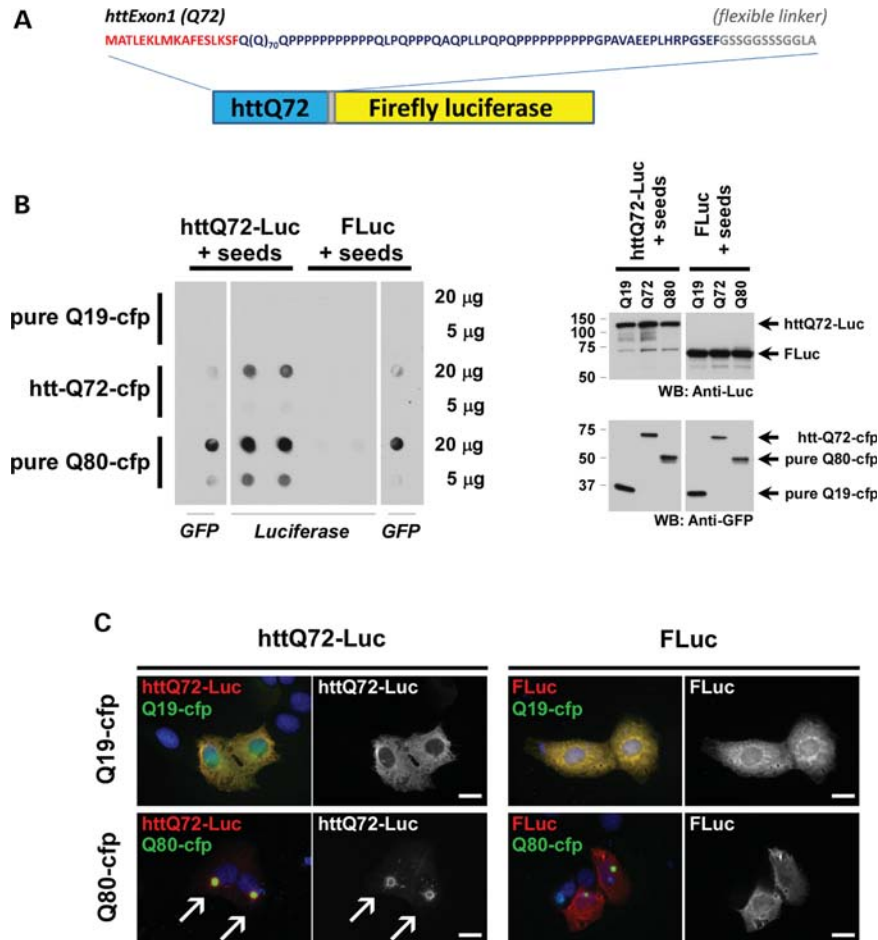 A
httExon1 (Q72)
(flexible linker)
MATLEKLMKAFESLKSFQ(Q)70QPPPPPPPPPPPQLPQPPPQAQPLLPQPQPPPPPPPPPPGPAVAEEPLHRPGSEFGSSGGSSSGGLA
httQ72
Firefly luciferase
B
httQ72-Luc
+ seeds
FLuc
+ seeds
pure Q19-cfp
htt-Q72-cfp
pure Q80-cfp
20 µg
5 µg
20 µg
5 µg
20 µg
5 µg
GFP
Luciferase
GFP
httQ72-Luc
+ seeds
FLuc
+ seeds
Q19
Q72
Q80
Q19
Q72
Q80
150
100
75
50
httQ72-Luc
FLuc
WB: Anti-Luc
75
50
37
htt-Q72-cfp
pure Q80-cfp
pure Q19-cfp
WB: Anti-GFP
C
httQ72-Luc
FLuc
Q19-cfp
httQ72-Luc
Q19-cfp
httQ72-Luc
FLuc
Q19-cfp
FLuc
Q80-cfp
httQ72-Luc
Q80-cfp
httQ72-Luc
FLuc
Q80-cfp
FLuc